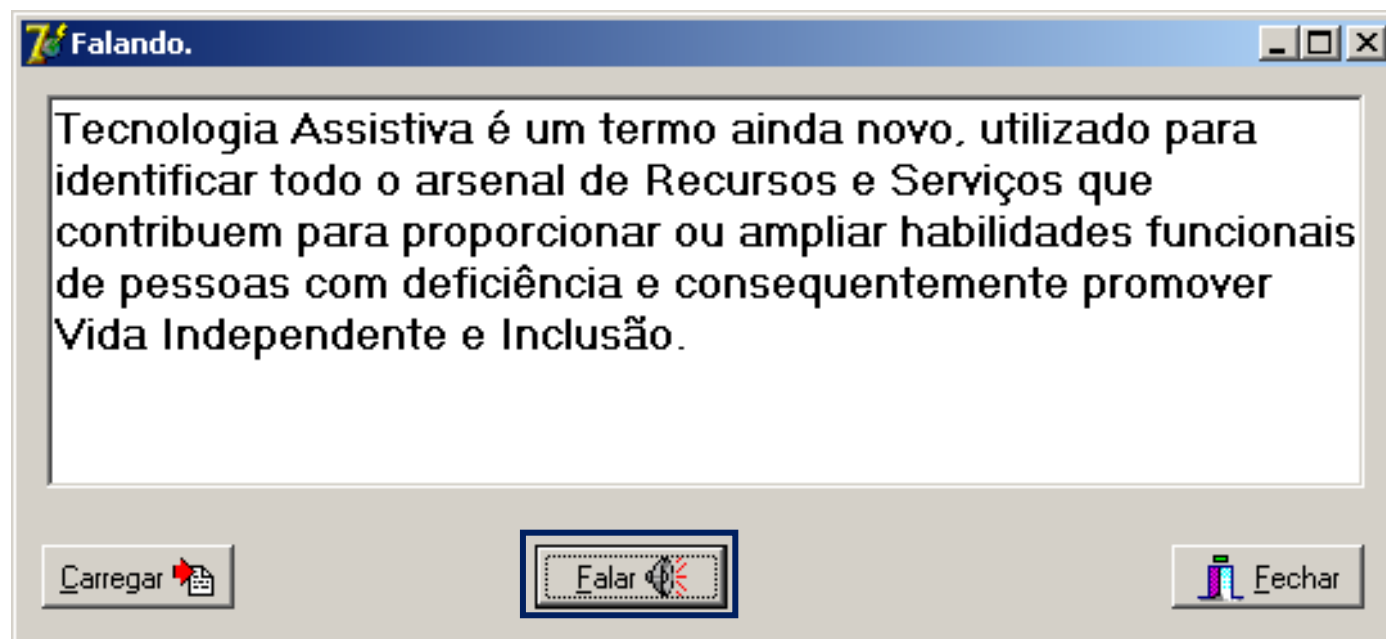 Falando.
Tecnologia Assistiva é um termo ainda novo, utilizado para
identificar todo o arsenal de Recursos e Serviços que
contribuem para proporcionar ou ampliar habilidades funcionais
de pessoas com deficiência e consequentemente promover
Vida Independente e Inclusão.
Carregar
Falar
Fechar